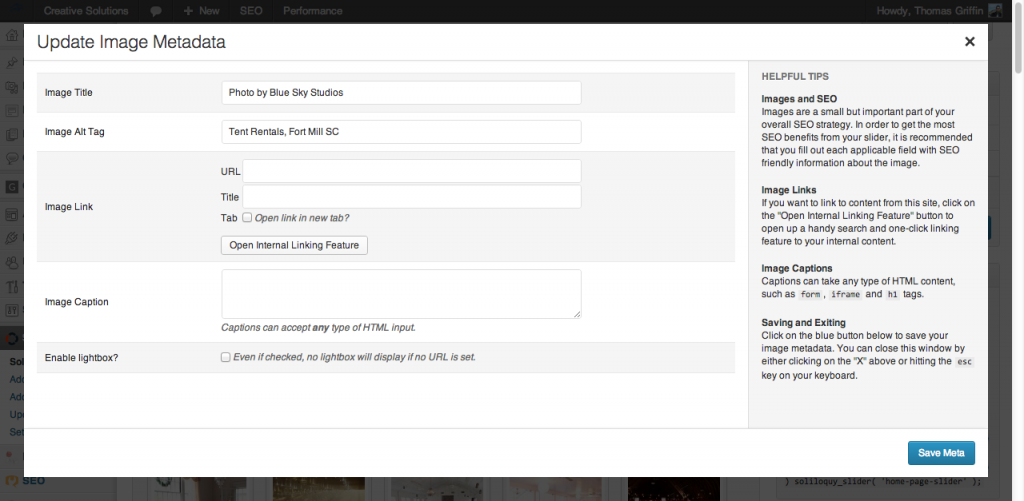 Creative Solutions
New
SEO
Performance
Howdy, Thomas Griffin
Update Image Metadata
Image Title
Photo by Blue Sky Studios
Image Alt Tag
Tent Rentals, Fort Mill SC
Image Link
URL
Title
Tab Open link in new tab?
Open Internal Linking Feature
Image Caption
Captions can accept any type of HTML input.
Enable lightbox?
Even if checked, no lightbox will display if no URL is set.
HELPFUL TIPS
Images and SEO
Images are a small but important part of your
overall SEO strategy. In order to get the most
SEO benefits from your slider, it is recommended
that you fill out each applicable field with SEO
friendly information about the image.
Image Links
If you want to link to content from this site, click on
the "Open Internal Linking Feature" button to
open up a handy search and one-click linking
feature to your internal content.
Image Captions
Captions can take any type of HTML content,
such as form, iframe and h1 tags.
Saving and Exiting
Click on the blue button below to save your
image metadata. You can close this window by
either clicking on the "X" above or hitting the esc
key on your keyboard.
Save Meta
Sol
Add
Add
Upd
Set
SEO
) soliloquy_slider( 'home-page-slider' );